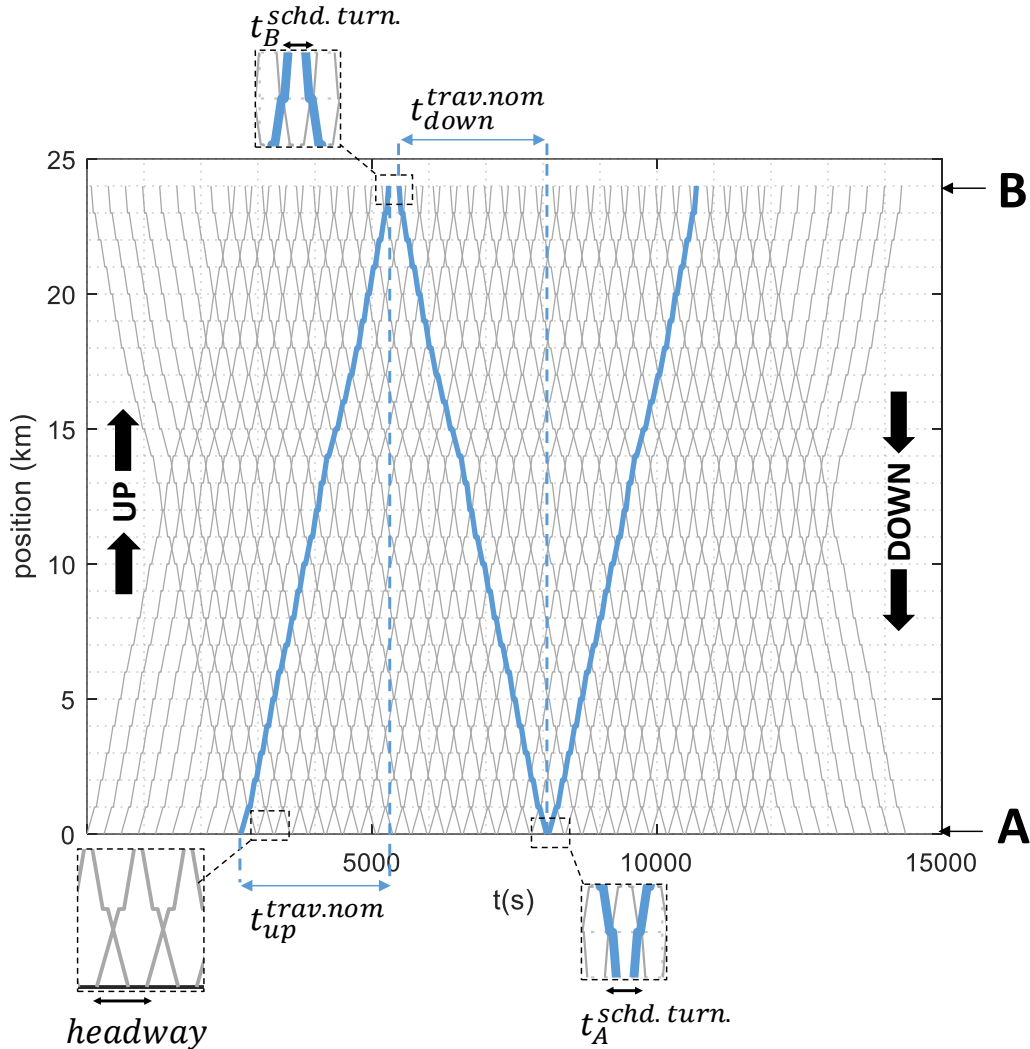 t_B^{schd. turn.}
t_{down}^{trav.nom}
25
B
20
15
UP
DOWN
position (km)
10
5
0
A
5000
10000
15000
t(s)
t_{up}^{trav.nom}
headway
t_A^{schd. turn.}